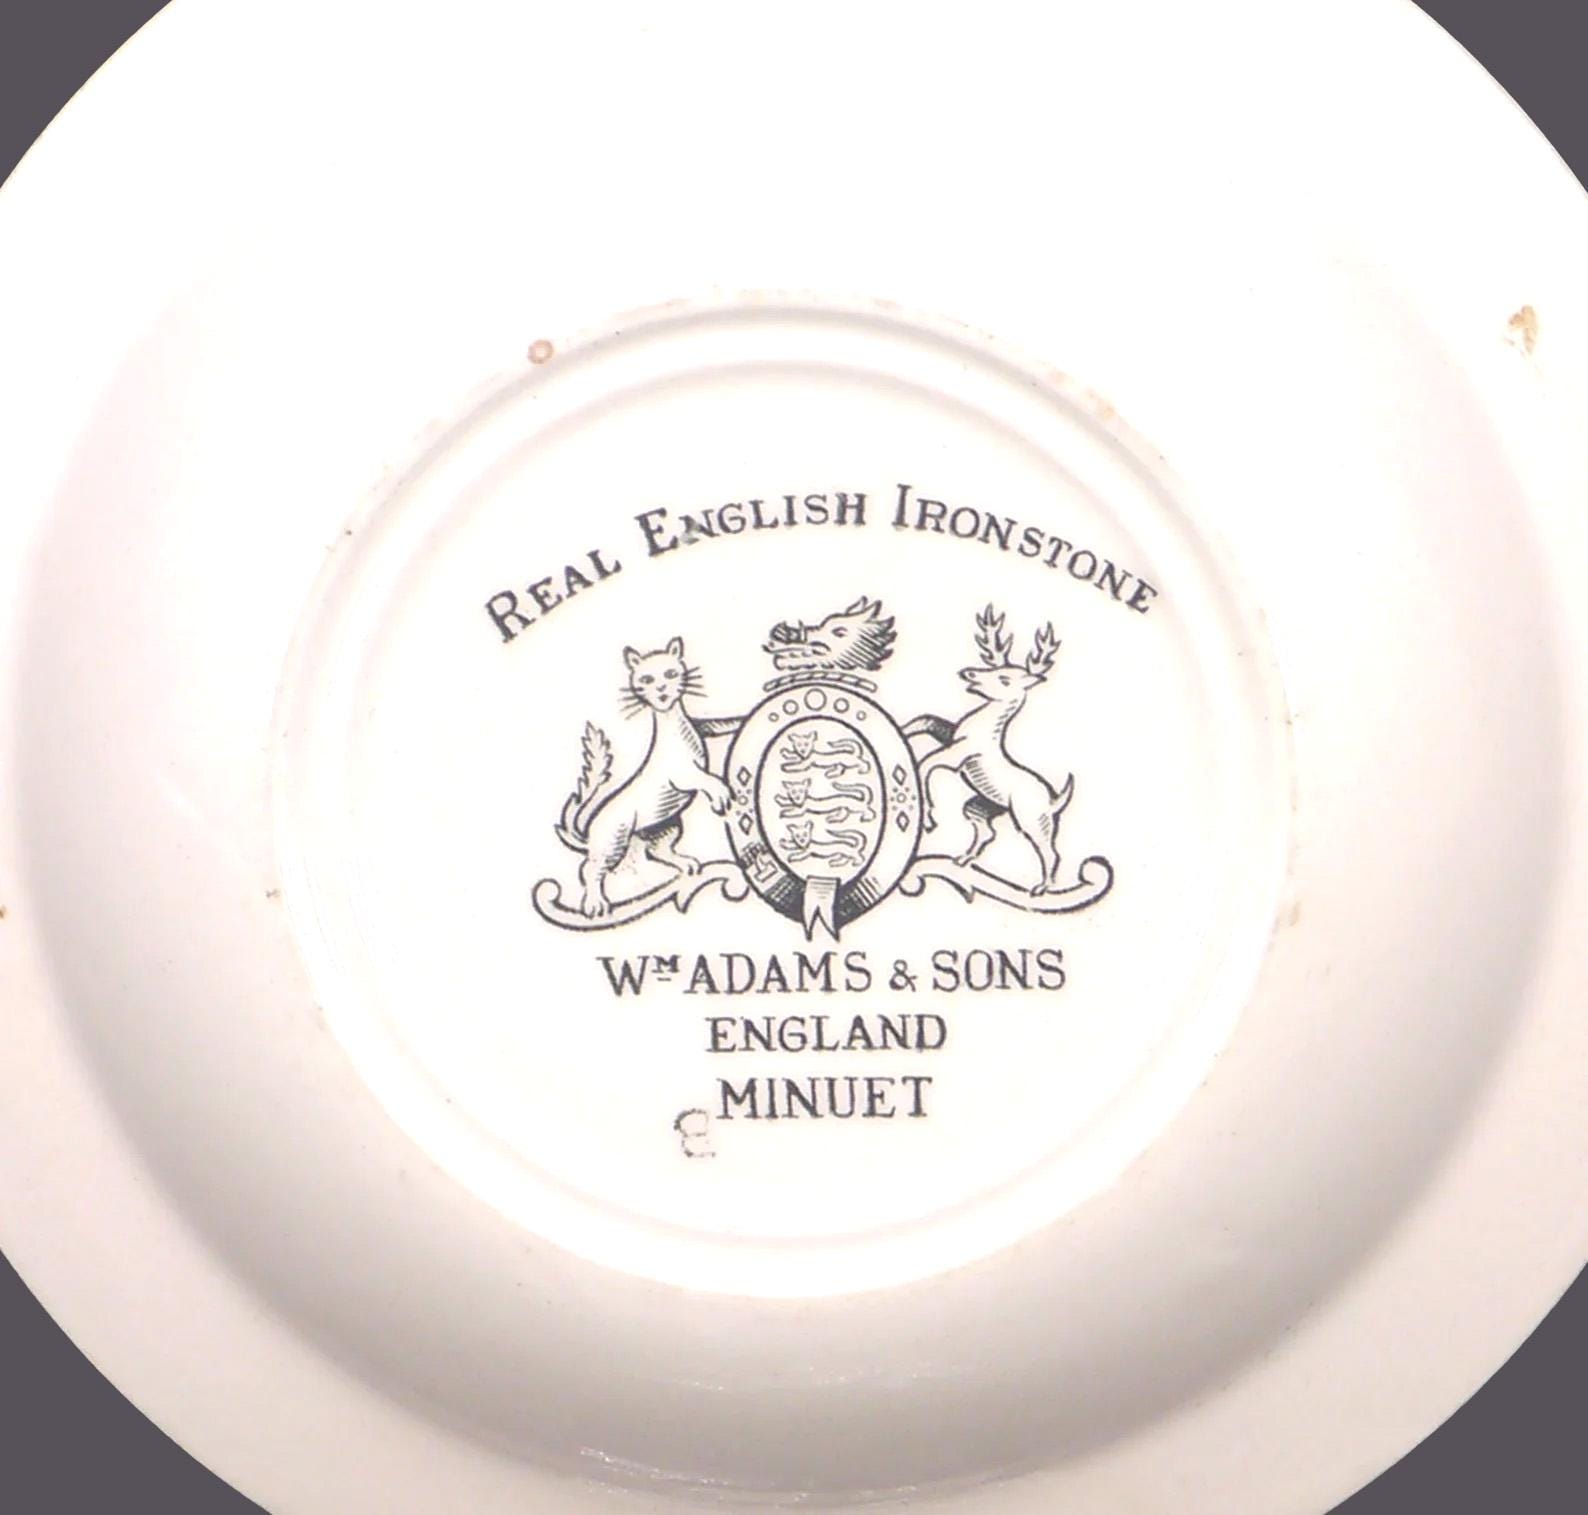 REAL ENGLISH IRONSTONE
WM ADAMS & SONS
ENGLAND
MINUET